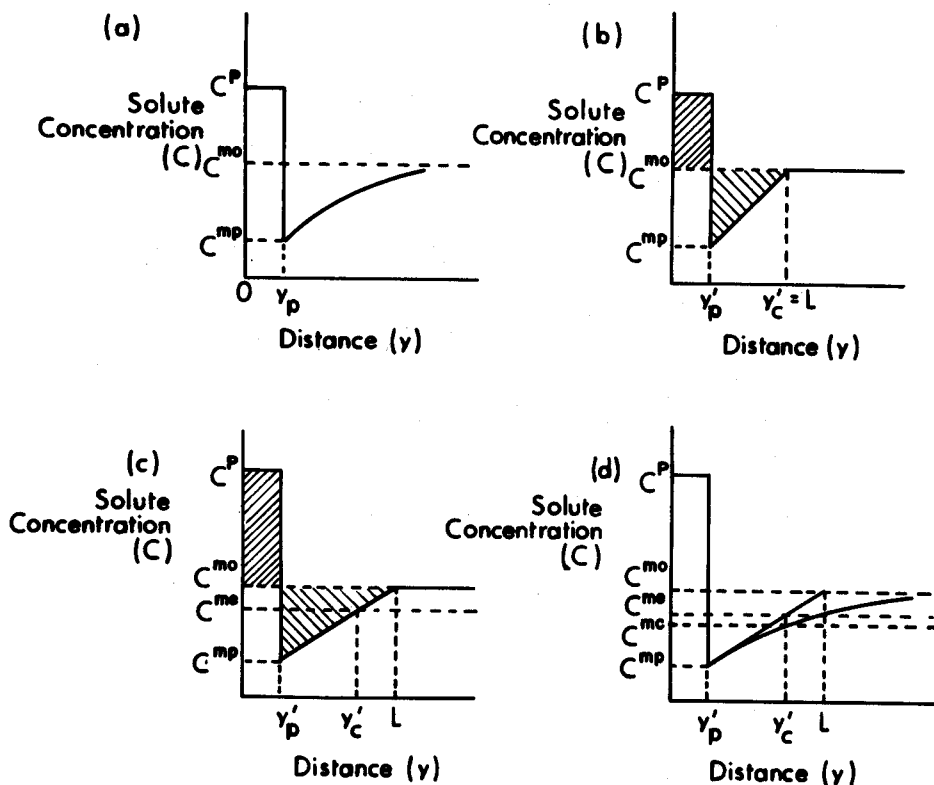 (a)
C^P
Solute
Concentration
(C)
C^mo
C^mp
0
y_p
Distance (y)
(b)
C^P
Solute
Concentration
(C)
C^mo
C^mp
y'_p
y'_c = L
Distance (y)
(c)
C^P
Solute
Concentration
(C)
C^mo
C^me
C^mp
y'_p
y'_c
L
Distance (y)
(d)
C^P
Solute
Concentration
(C)
C^mo
C^me
C^mc
C^mp
y'_p
y'_c
L
Distance (y)